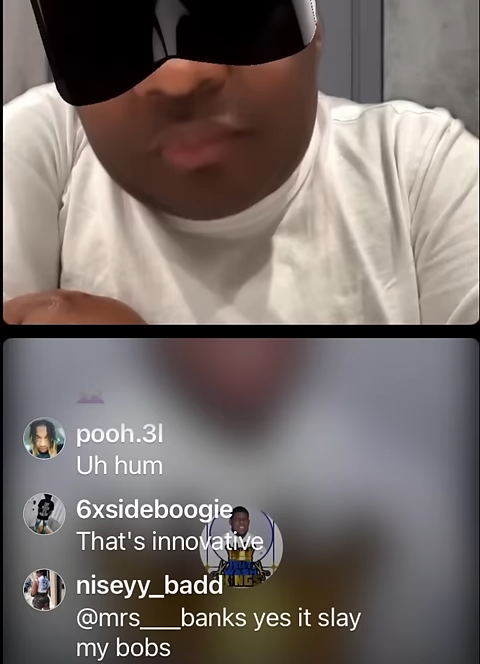 pooh.3l
Uh hum
6xsideboogie
That's innovative
niseyy_badd
@mrs___banks yes it slay
my bobs